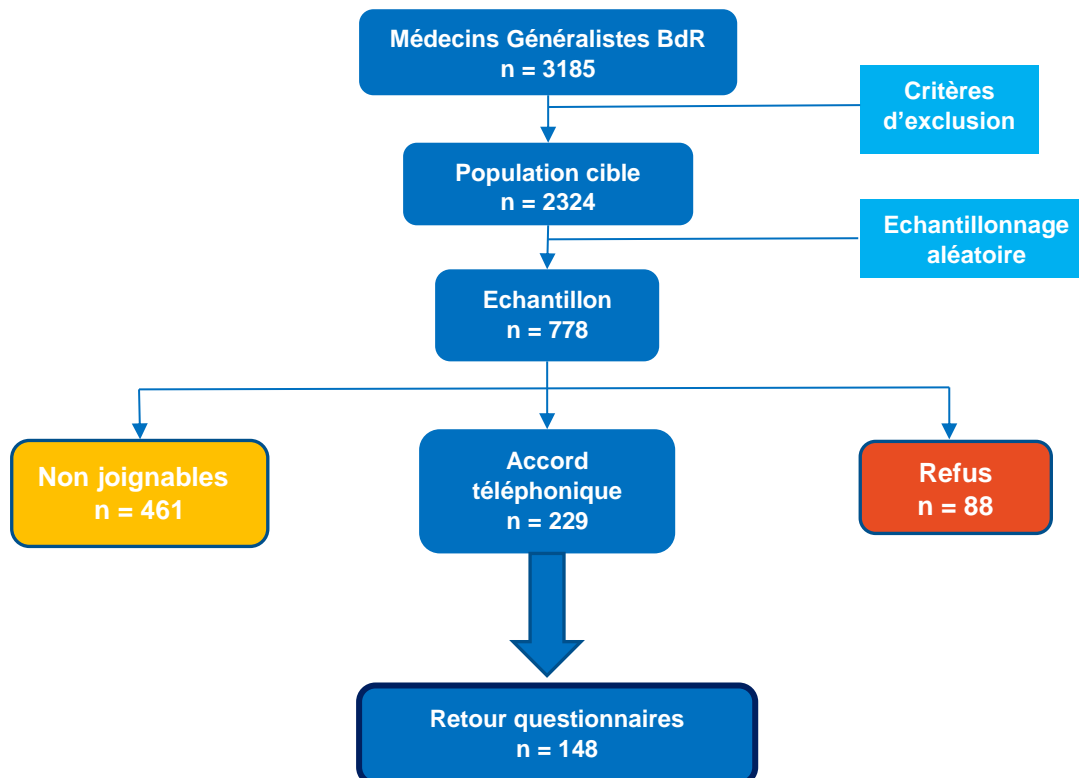 Médecins Généralistes BdR
n = 3185
Critères
d’exclusion
Population cible
n = 2324
Echantillonnage
aléatoire
Echantillon
n = 778
Non joignables
n = 461
Accord
téléphonique
n = 229
Refus
n = 88
Retour questionnaires
n = 148